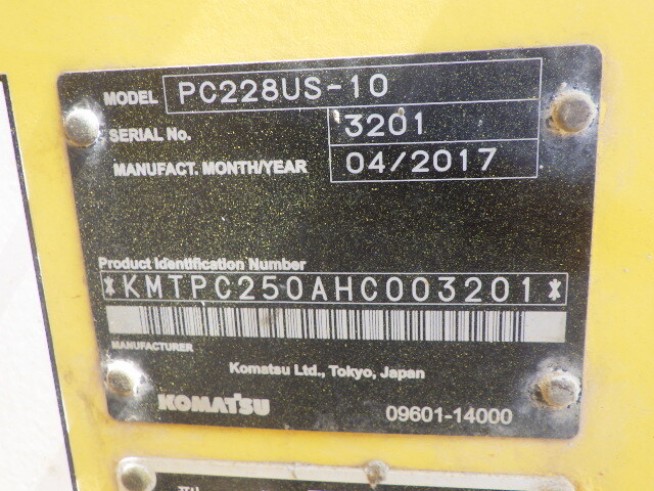 MODEL PC228US-10
SERIAL No. 3201
MANUFACT. MONTH/YEAR 04/2017
Product Identification Number
*KMTPC250AHC003201*
MANUFACTURER
Komatsu Ltd., Tokyo, Japan
KOMATSU 09601-14000